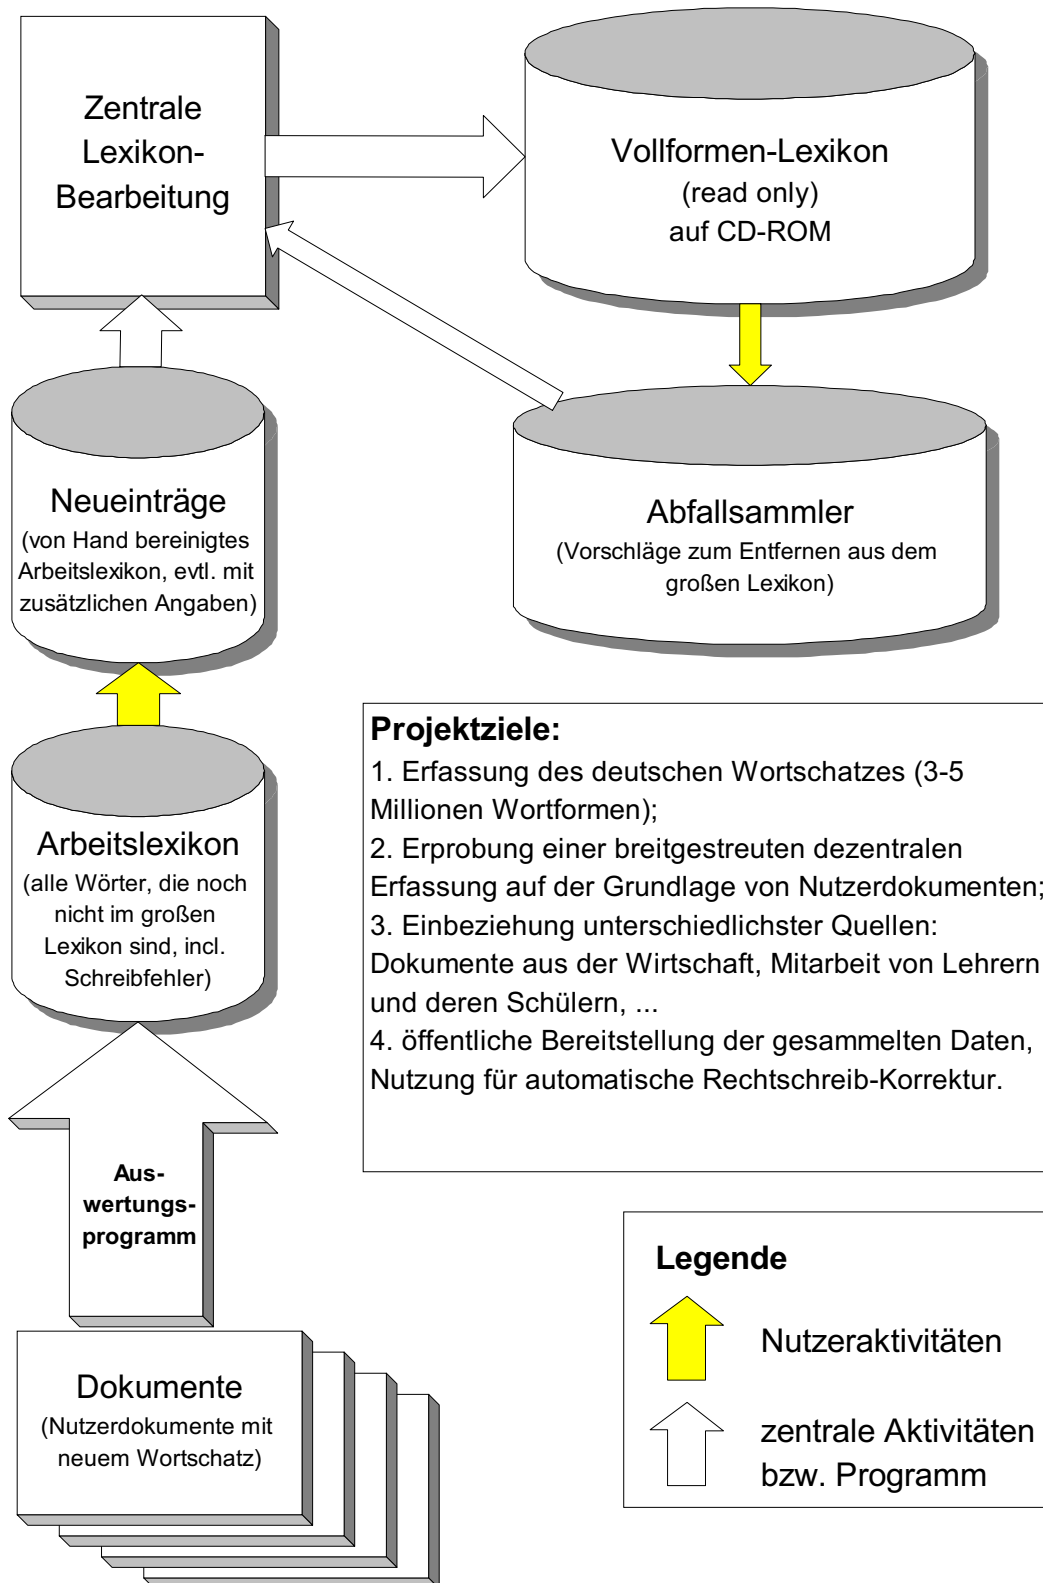 Zentrale
Lexikon-
Bearbeitung
Vollformen-Lexikon
(read only)
auf CD-ROM
Neueinträge
(von Hand bereinigtes
Arbeitslexikon, evtl. mit
zusätzlichen Angaben)
Abfallsammler
(Vorschläge zum Entfernen aus dem
großen Lexikon)
Arbeitslexikon
(alle Wörter, die noch
nicht im großen
Lexikon sind, incl.
Schreibfehler)
Projektziele:
1. Erfassung des deutschen Wortschatzes (3-5
Millionen Wortformen);
2. Erprobung einer breitgestreuten dezentralen
Erfassung auf der Grundlage von Nutzerdokumenten;
3. Einbeziehung unterschiedlichster Quellen:
Dokumente aus der Wirtschaft, Mitarbeit von Lehrern
und deren Schülern, ...
4. öffentliche Bereitstellung der gesammelten Daten,
Nutzung für automatische Rechtschreib-Korrektur.
Aus-
wertungs-
programm
Dokumente
(Nutzerdokumente mit
neuem Wortschatz)
Legende
Nutzeraktivitäten
zentrale Aktivitäten
bzw. Programm